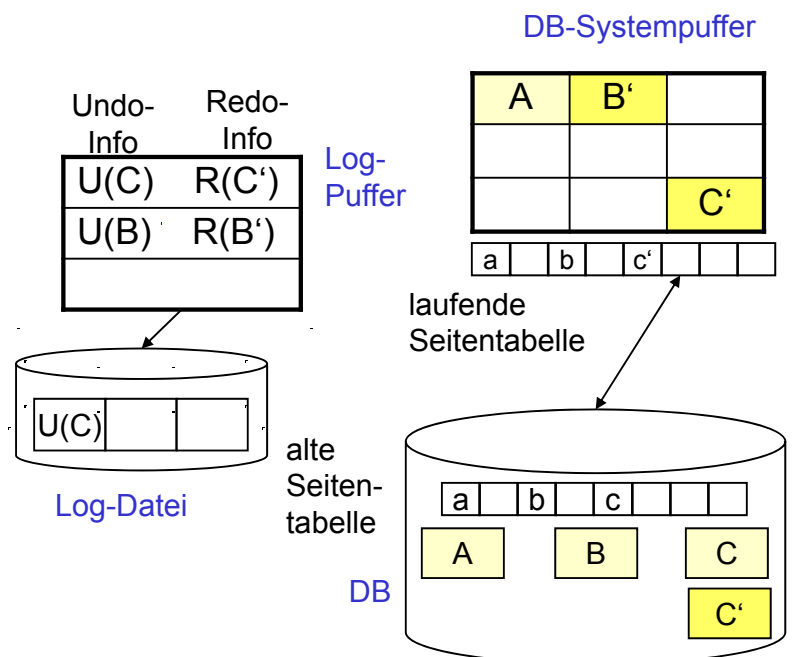 DB-Systempuffer
Undo-
Info
Redo-
Info
Log-
Puffer
U(C) R(C‘)
U(B) R(B‘)
A B‘
C‘
a b c‘
laufende
Seitentabelle
U(C)
Log-Datei
alte
Seiten-
tabelle
a b c
A B C
C‘
DB